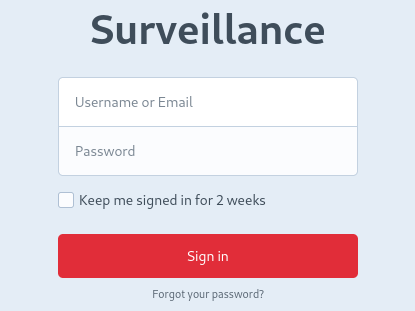 Surveillance
Username or Email
Password
Keep me signed in for 2 weeks
Sign in
Forgot your password?